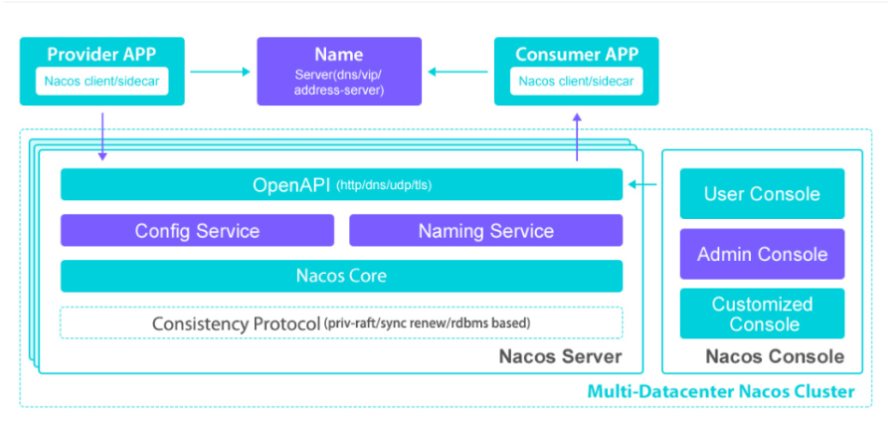 Provider APP
Nacos client/sidecar
Name
Server(dns/vip/
address-server)
Consumer APP
Nacos client/sidecar
OpenAPI (http/dns/udp/tls)
Config Service
Naming Service
Nacos Core
Consistency Protocol (priv-raft/sync renew/rdbms based)
Nacos Server
User Console
Admin Console
Customized
Console
Nacos Console
Multi-Datacenter Nacos Cluster